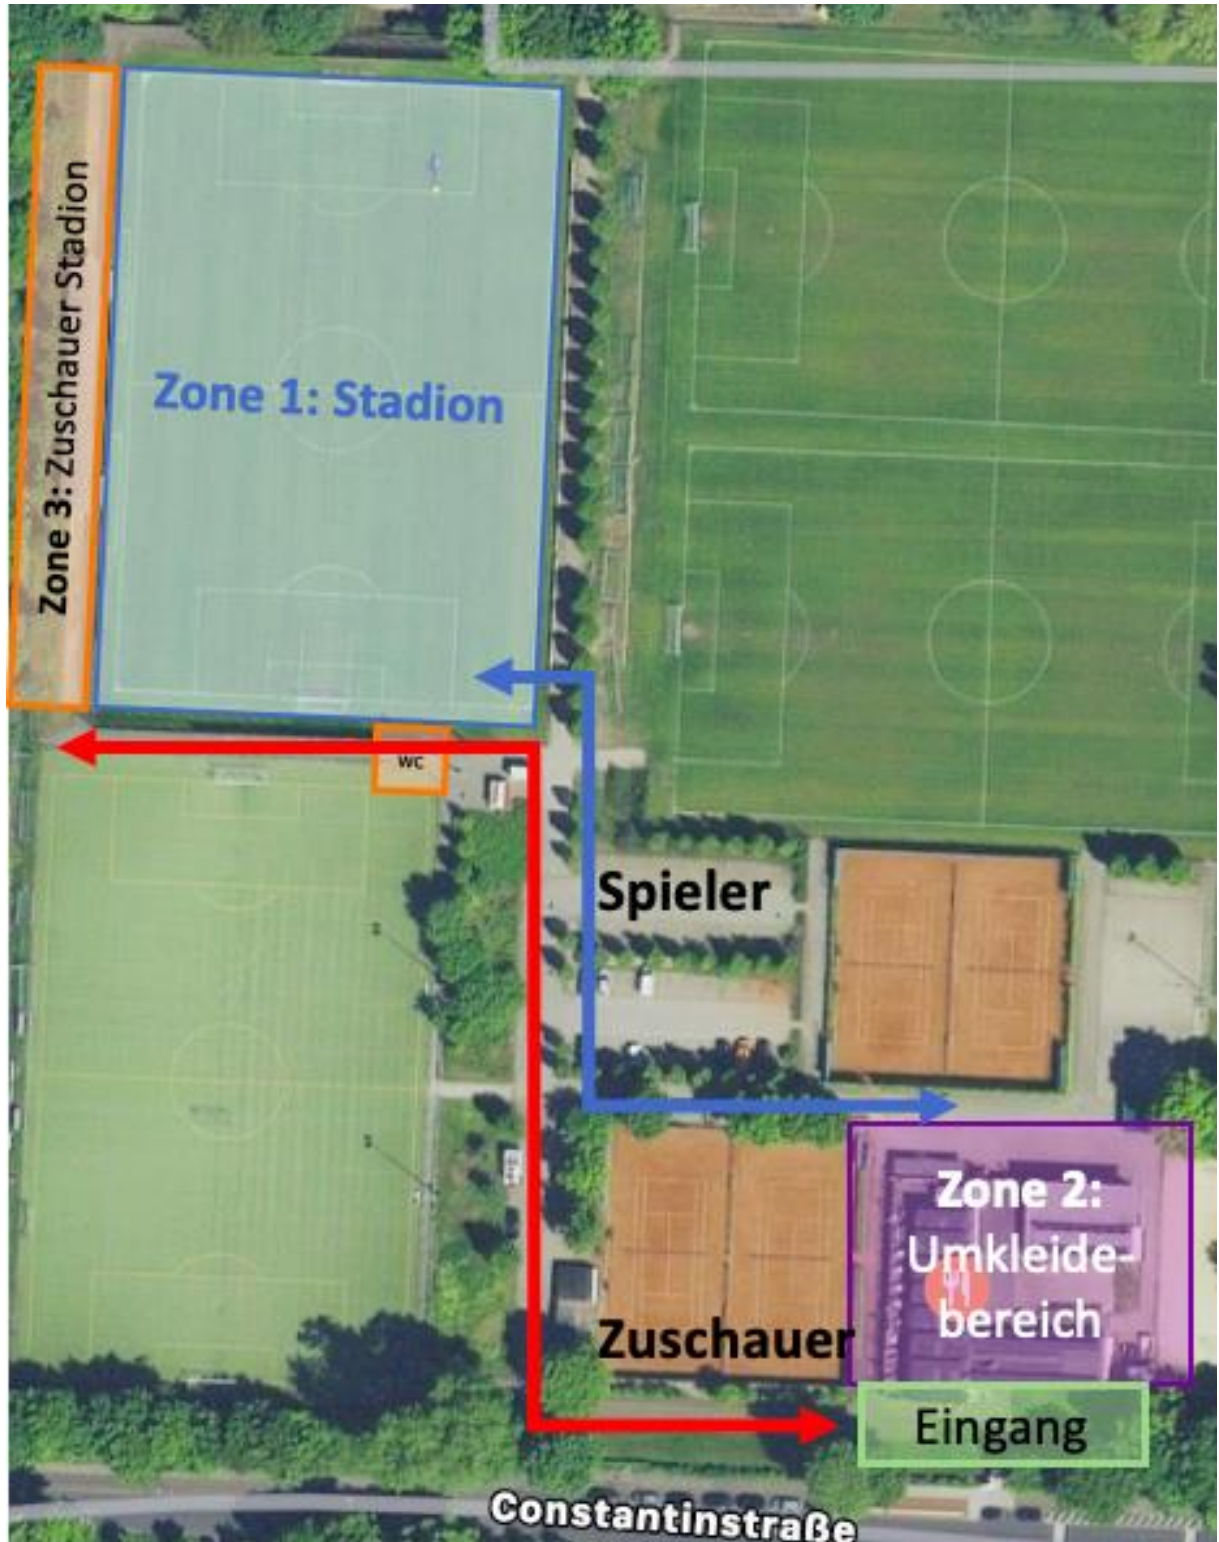 Zone 3: Zuschauer Stadion
Zone 1: Stadion
WC
Spieler
Zone 2:
Umkleide-
bereich
Zuschauer
Eingang
Constantinstraße